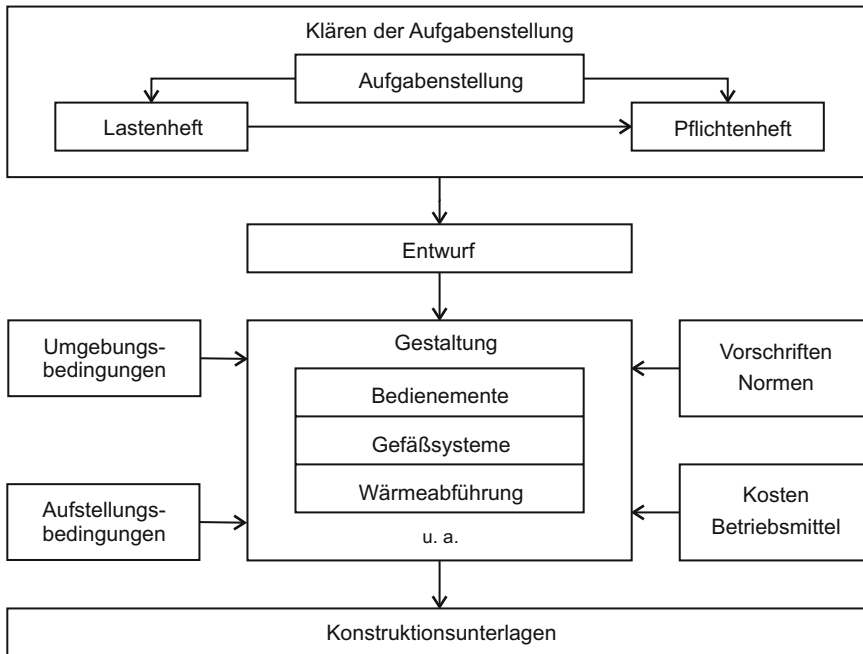 Klären der Aufgabenstellung
Aufgabenstellung
Lastenheft
Pflichtenheft
Entwurf
Umgebungs-
bedingungen
Gestaltung
Vorschriften
Normen
Bedienemente
Gefäßsysteme
Wärmeabführung
Aufstellungs-
bedingungen
Kosten
Betriebsmittel
u. a.
Konstruktionsunterlagen